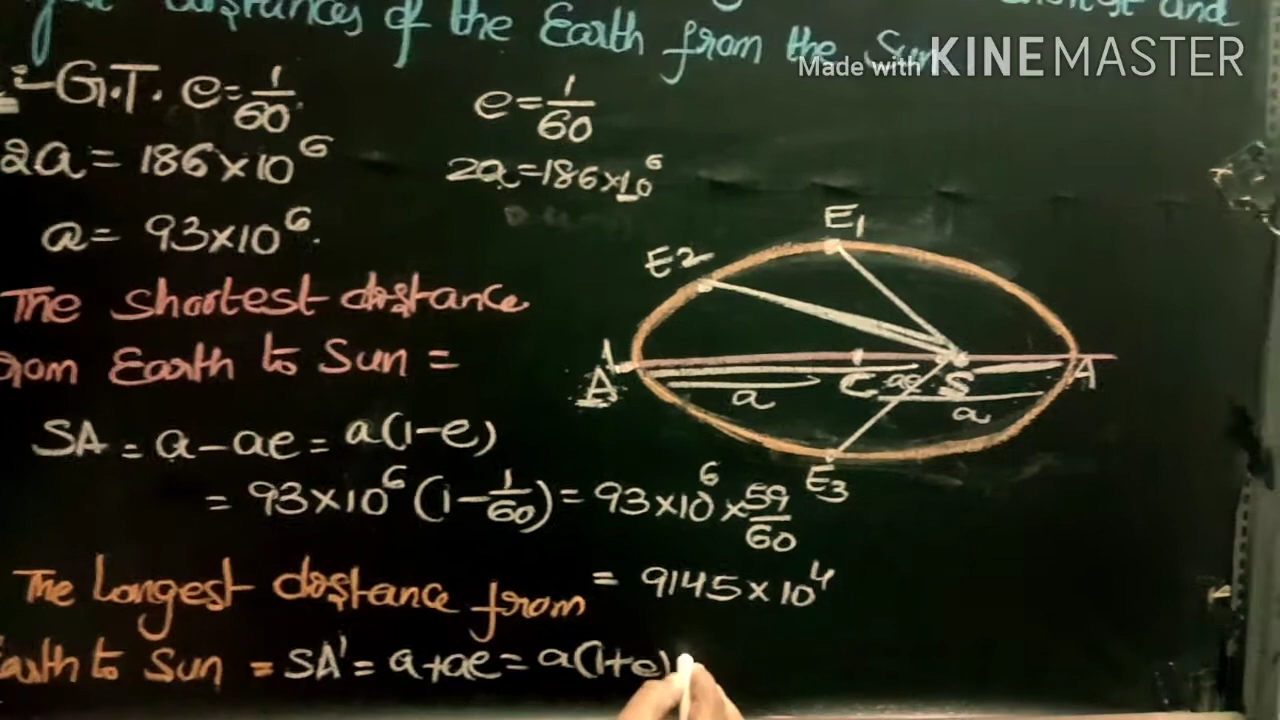 distances of the Earth from the Sun
and
Made with KINEMASTER
G.T. e=1/60
e=1/60
2a = 186×10⁶
2a=186×10⁶
a= 93×10⁶.
E1
E2
The shortest distance
from Earth to Sun =
A'
a
C
ae
S
a
A
E3
SA = a-ae= a(1-e)
= 93×10⁶ (1-1/60)= 93×10⁶ ×59/60
= 9145×10⁴
The Longest distance from
Earth to Sun = SA'= a+ae= a(1+e)